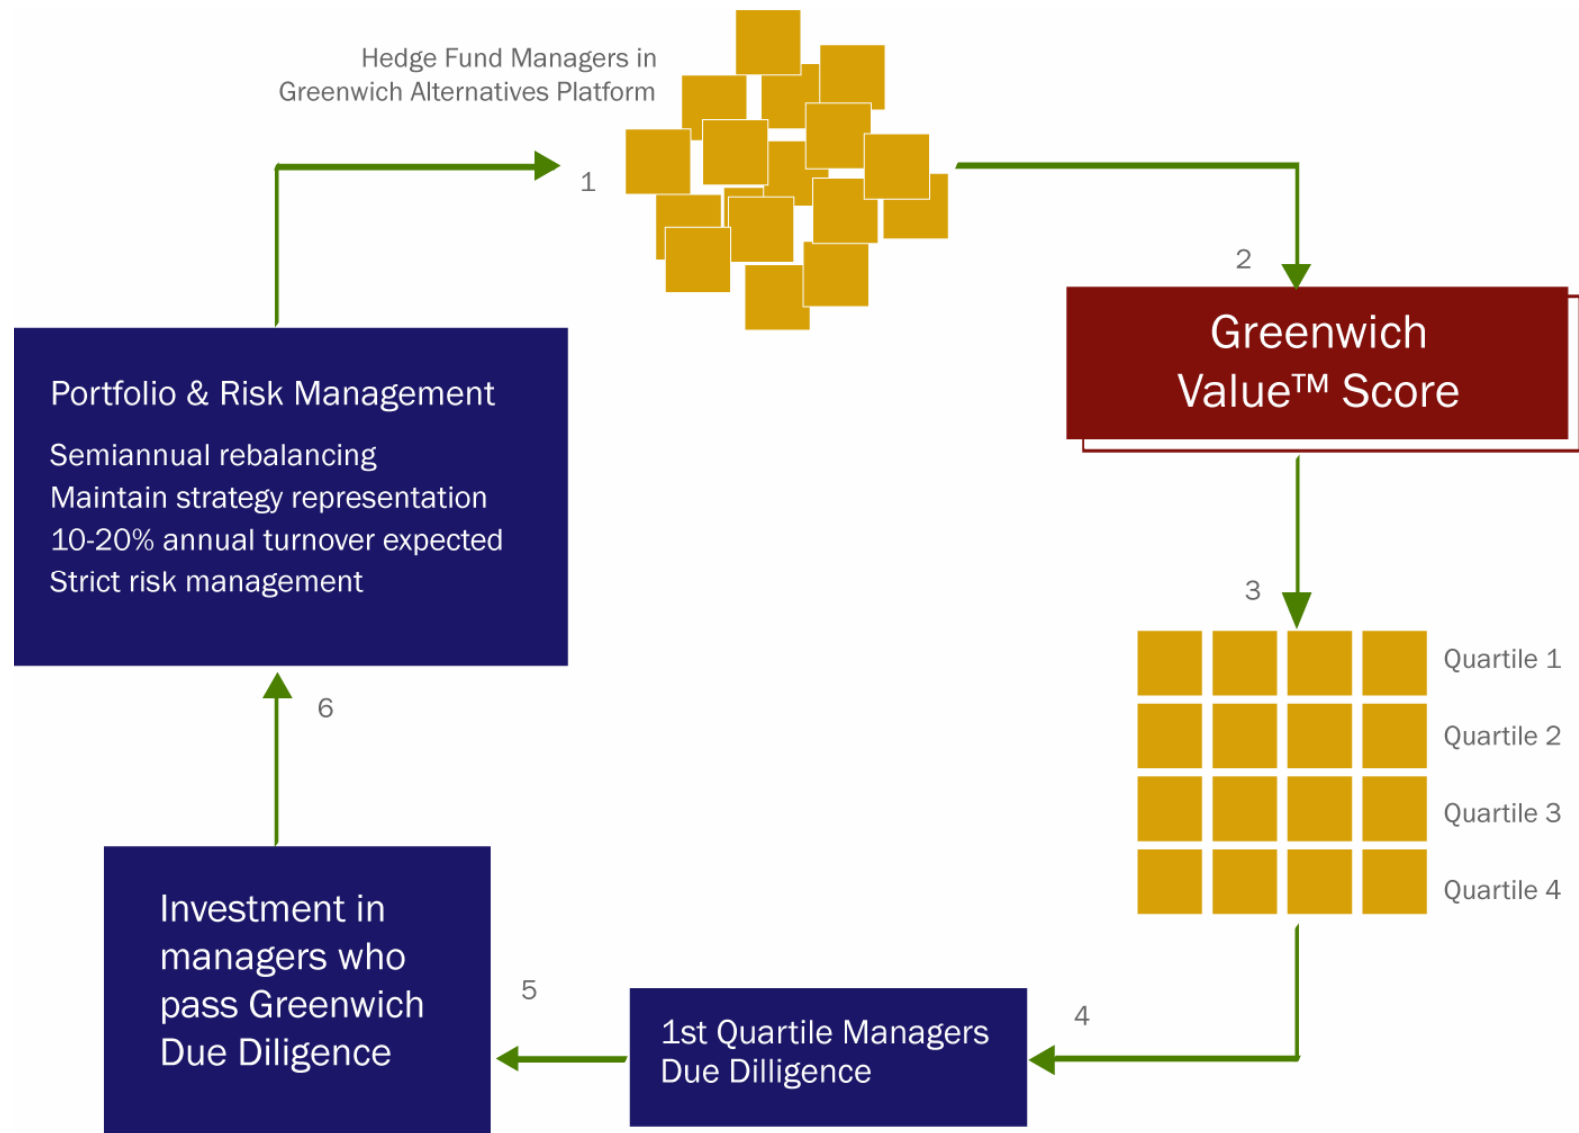 Hedge Fund Managers in
Greenwich Alternatives Platform
1
2
Greenwich
Value™ Score
Portfolio & Risk Management
Semiannual rebalancing
Maintain strategy representation
10-20% annual turnover expected
Strict risk management
3
Quartile 1
Quartile 2
Quartile 3
Quartile 4
6
Investment in
managers who
pass Greenwich
Due Diligence
5
1st Quartile Managers
Due Dilligence
4